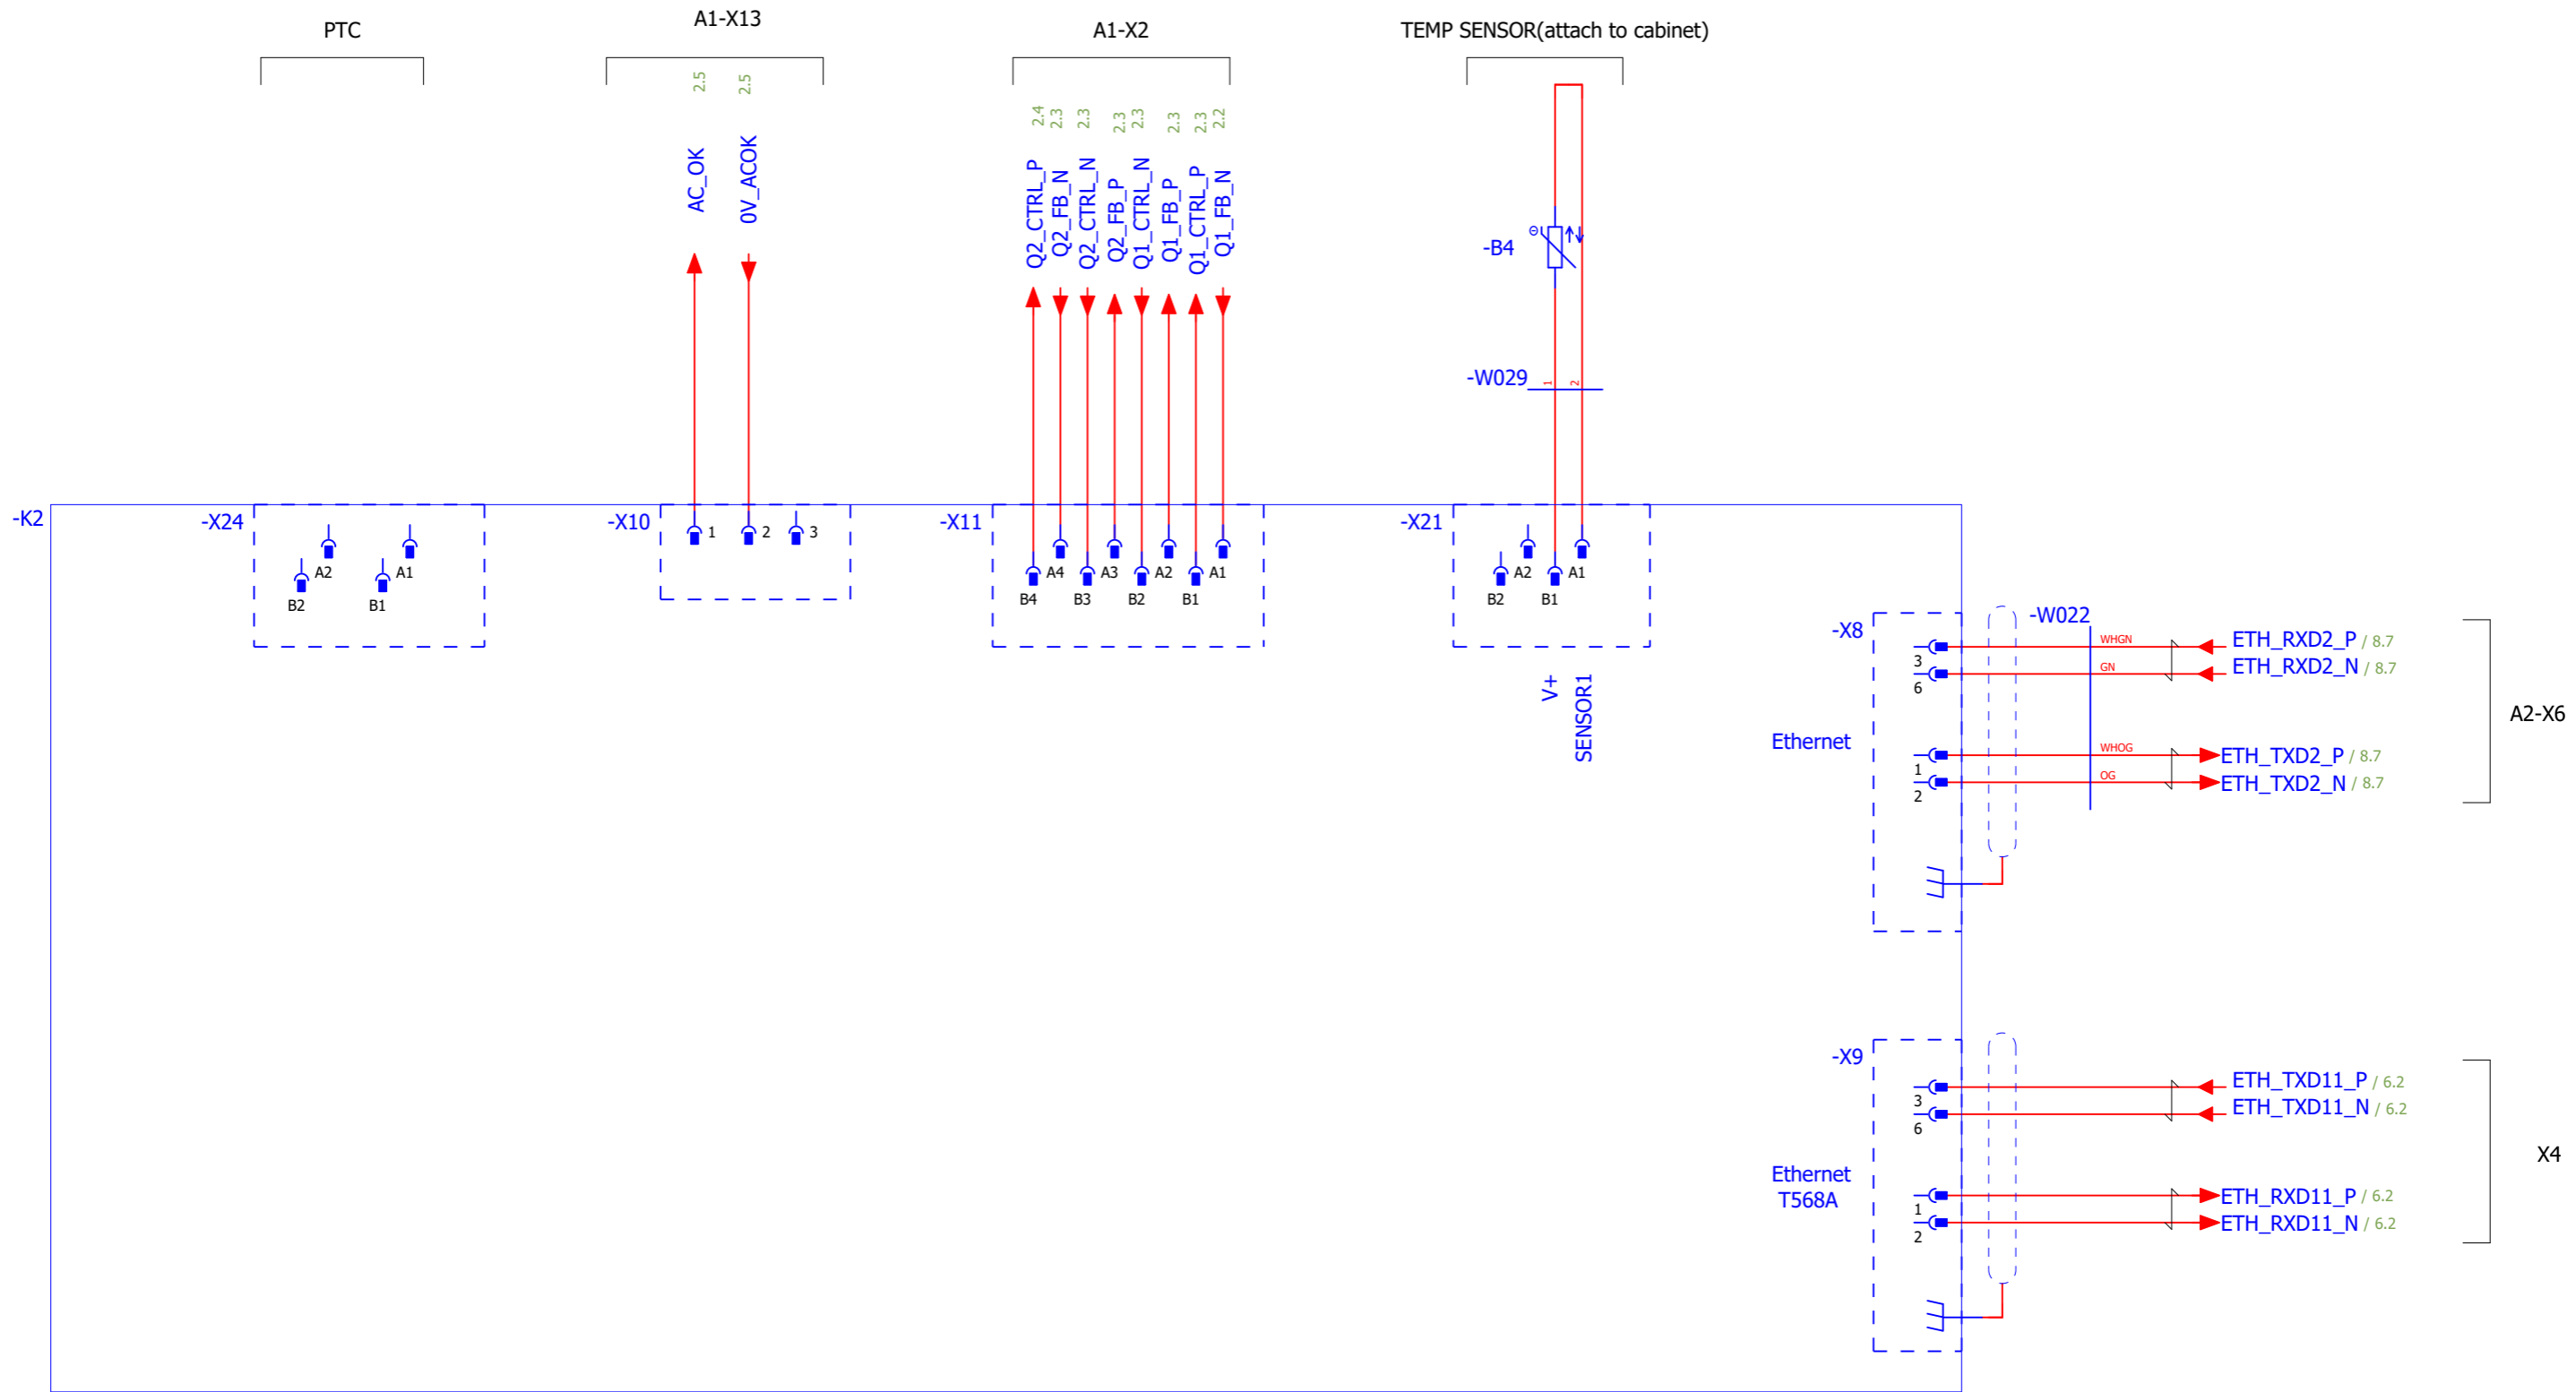 PTC
A1-X13
A1-X2
TEMP SENSOR(attach to cabinet)
2.5
2.5
AC_OK
0V_ACOK
2.4
2.3
2.3
2.3
2.3
2.3
2.3
2.2
Q2_CTRL_P
Q2_FB_N
Q2_CTRL_N
Q2_FB_P
Q1_CTRL_N
Q1_FB_P
Q1_CTRL_P
Q1_FB_N
-B4
Θ
-W029
1
2
-K2
-X24
A2
A1
B2
B1
-X10
1
2
3
-X11
A4
A3
A2
A1
B4
B3
B2
B1
-X21
A2
A1
B2
B1
V+
SENSOR1
-X8
-W022
3
WHGN
ETH_RXD2_P / 8.7
6
GN
ETH_RXD2_N / 8.7
A2-X6
Ethernet
1
WHOG
ETH_TXD2_P / 8.7
2
OG
ETH_TXD2_N / 8.7
-X9
3
ETH_TXD11_P / 6.2
6
ETH_TXD11_N / 6.2
X4
Ethernet
T568A
1
ETH_RXD11_P / 6.2
2
ETH_RXD11_N / 6.2